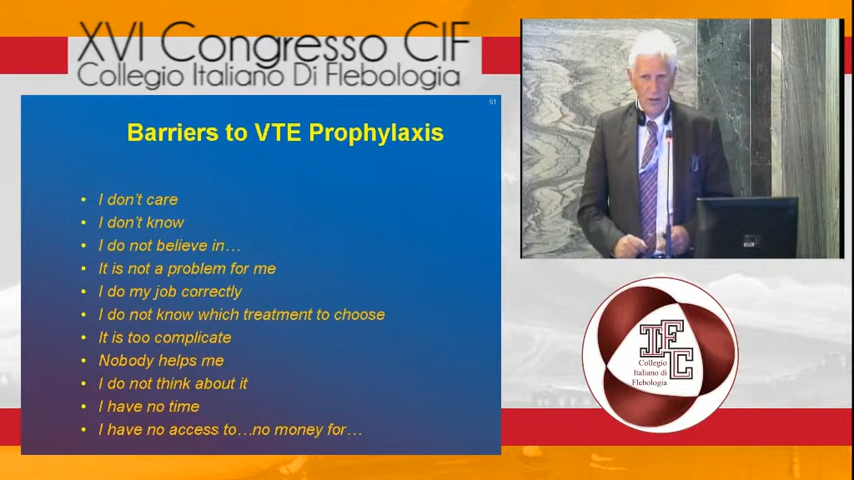 XVI Congresso CIF
Collegio Italiano Di Flebologia
51
Barriers to VTE Prophylaxis
• I don't care
• I don't know
• I do not believe in…
• It is not a problem for me
• I do my job correctly
• I do not know which treatment to choose
• It is too complicate
• Nobody helps me
• I do not think about it
• I have no time
• I have no access to…no money for…
IFC
Collegio
Italiano di
Flebologia